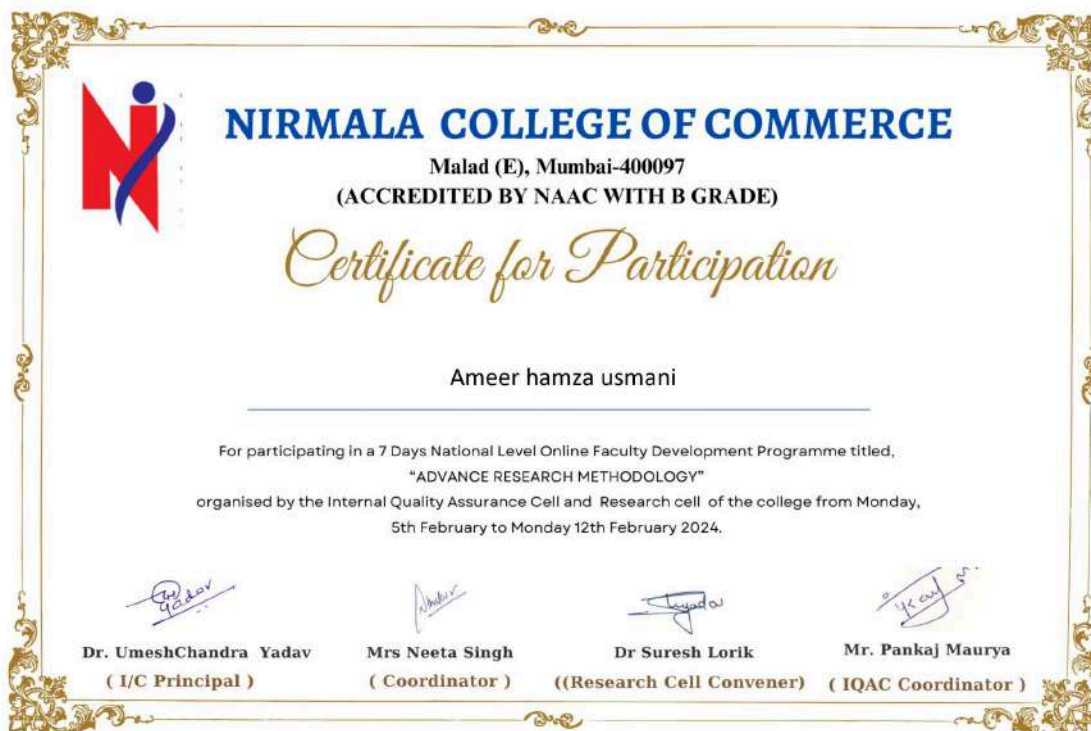 NIRMALA COLLEGE OF COMMERCE
Malad (E), Mumbai-400097
(ACCREDITED BY NAAC WITH B GRADE)
Certificate for Participation
Ameer hamza usmani
For participating in a 7 Days National Level Online Faculty Development Programme titled,
“ADVANCE RESEARCH METHODOLOGY”
organised by the Internal Quality Assurance Cell and Research cell of the college from Monday,
5th February to Monday 12th February 2024.
Dr. UmeshChandra Yadav
( I/C Principal )
Mrs Neeta Singh
( Coordinator )
Dr Suresh Lorik
((Research Cell Convener)
Mr. Pankaj Maurya
( IQAC Coordinator )